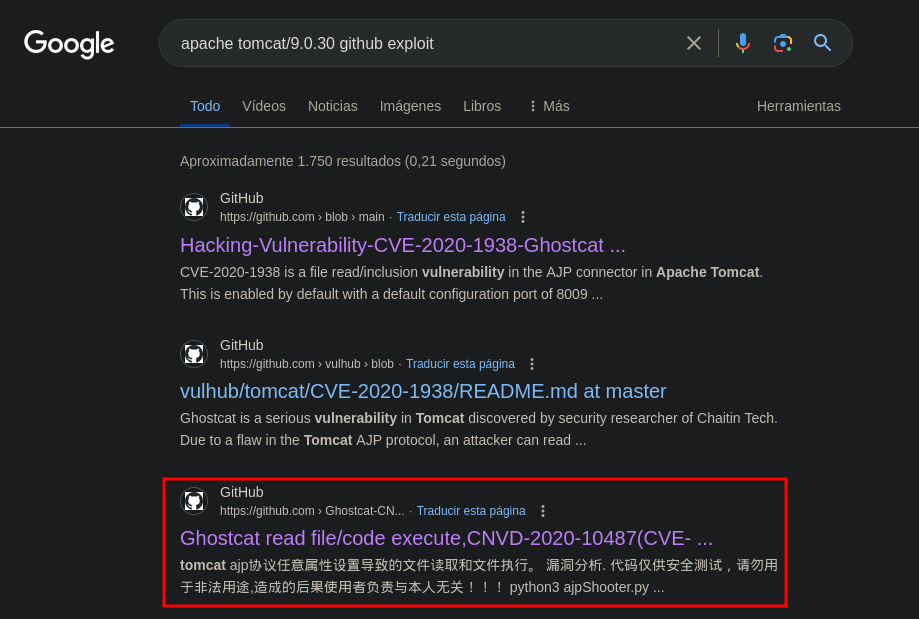 Google
apache tomcat/9.0.30 github exploit
Todo Vídeos Noticias Imágenes Libros Más Herramientas
Aproximadamente 1.750 resultados (0,21 segundos)
GitHub
https://github.com › blob › main · Traducir esta página
Hacking-Vulnerability-CVE-2020-1938-Ghostcat ...
CVE-2020-1938 is a file read/inclusion vulnerability in the AJP connector in Apache Tomcat.
This is enabled by default with a default configuration port of 8009 ...
GitHub
https://github.com › vulhub › blob · Traducir esta página
vulhub/tomcat/CVE-2020-1938/README.md at master
Ghostcat is a serious vulnerability in Tomcat discovered by security researcher of Chaitin Tech.
Due to a flaw in the Tomcat AJP protocol, an attacker can read ...
GitHub
https://github.com › Ghostcat-CN... · Traducir esta página
Ghostcat read file/code execute,CNVD-2020-10487(CVE- ...
tomcat ajp协议任意属性设置导致的文件读取和文件执行。 漏洞分析. 代码仅供安全测试，请勿用
于非法用途,造成的后果使用者负责与本人无关！！！ python3 ajpShooter.py ...